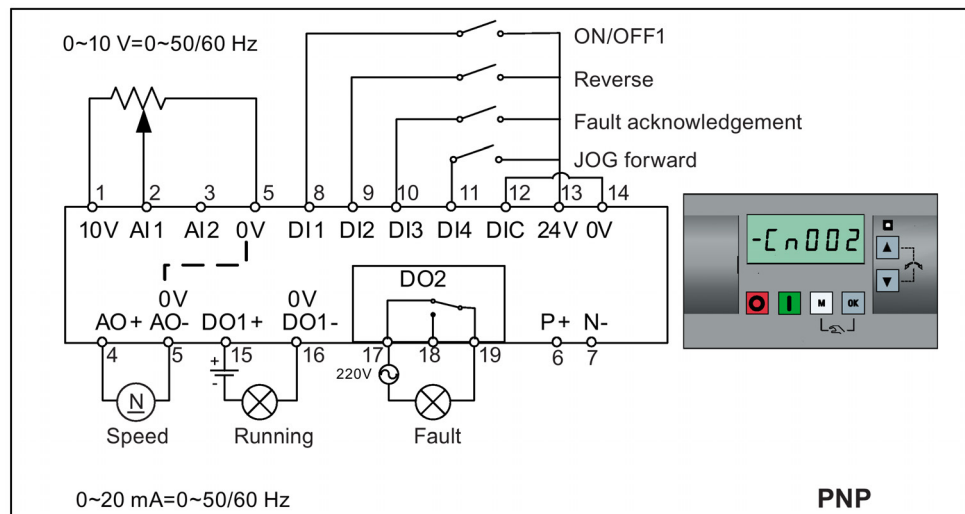 0~10 V=0~50/60 Hz
ON/OFF1
Reverse
Fault acknowledgement
JOG forward
1 2 3 5 8 9 10 11 12 13 14
10V AI1 AI2 0V DI1 DI2 DI3 DI4 DIC 24V 0V
-Cn002
M OK
DO2
0V 0V
AO+ AO- DO1+ DO1- P+ N-
4 5 15 16 17 18 19 6 7
+
-
220V
N
Speed Running Fault
0~20 mA=0~50/60 Hz
PNP